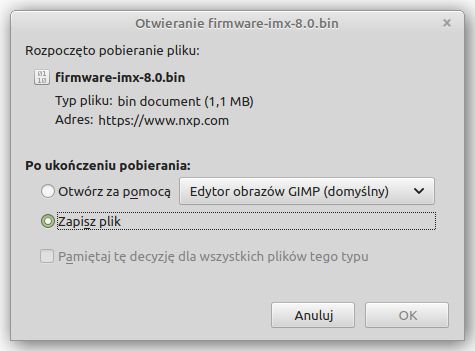 Otwieranie firmware-imx-8.0.bin
Rozpoczęto pobieranie pliku:
firmware-imx-8.0.bin
Typ pliku: bin document (1,1 MB)
Adres: https://www.nxp.com
Po ukończeniu pobierania:
Otwórz za pomocą Edytor obrazów GIMP (domyślny)
Zapisz plik
Pamiętaj tę decyzję dla wszystkich plików tego typu
Anuluj OK